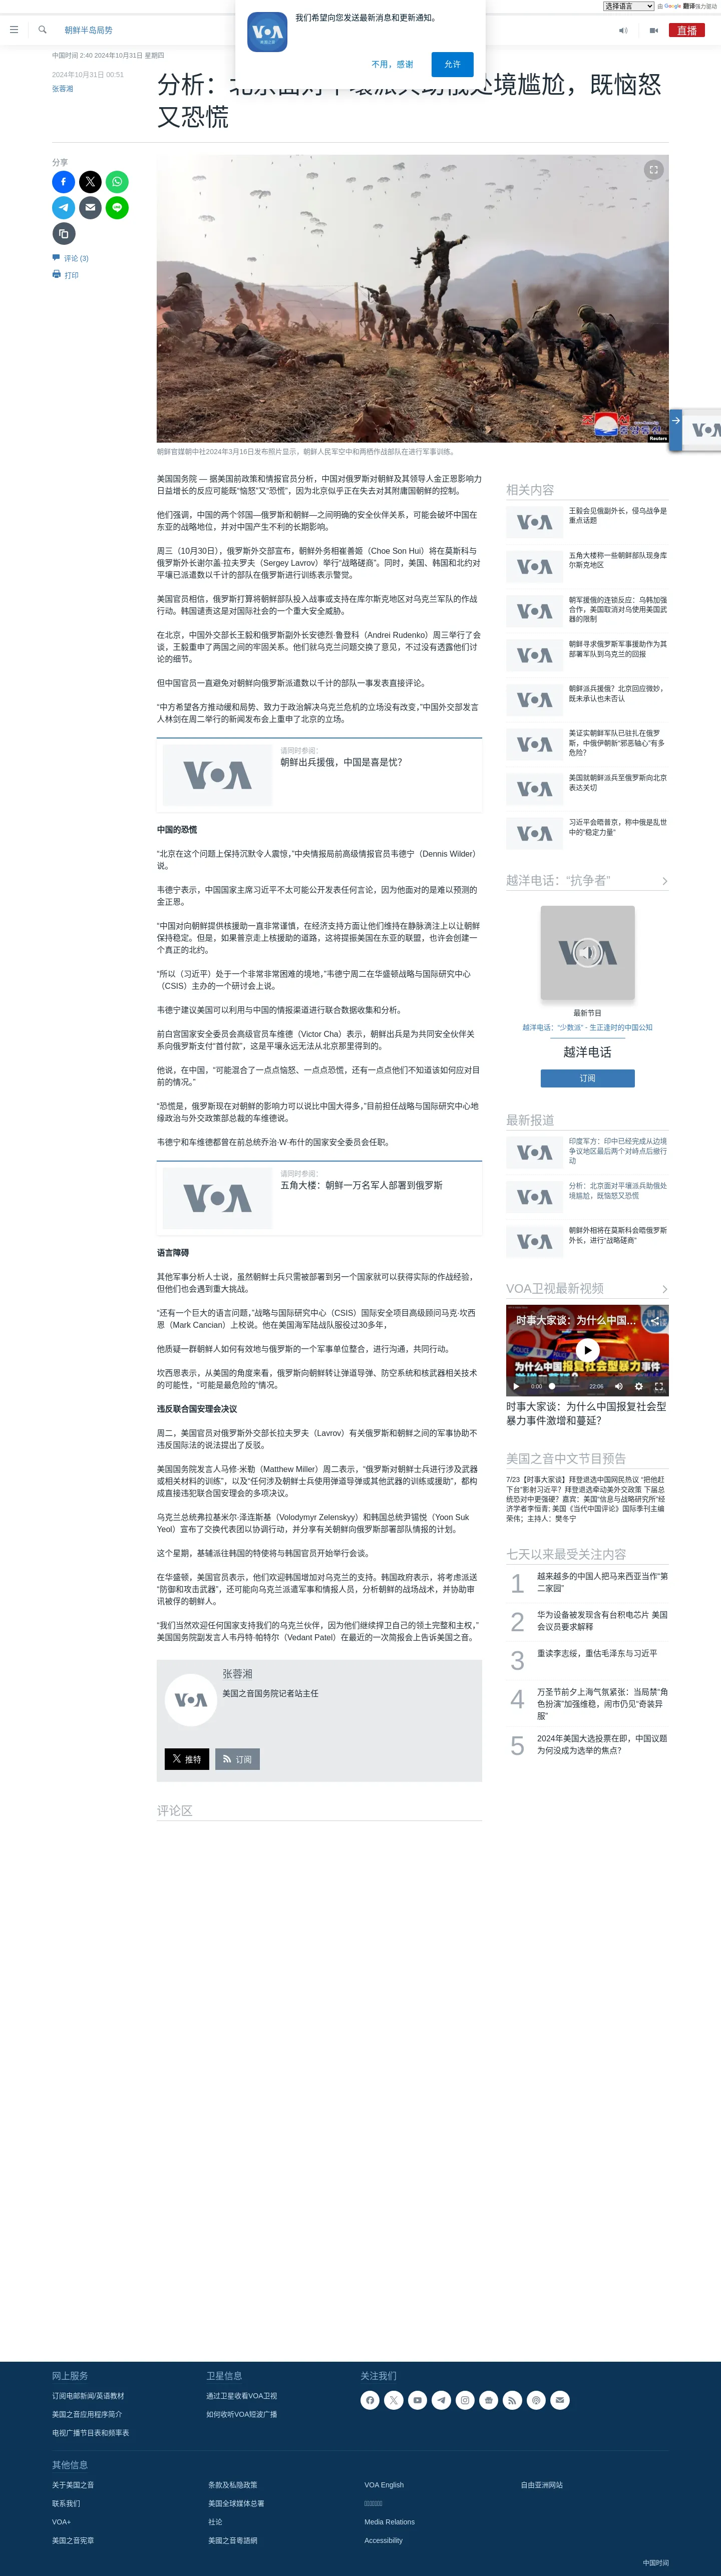 选择语言
由 Google 翻译强力驱动
我们希望向您发送最新消息和更新通知。
不用，感谢
允许
朝鲜半岛局势
直播
中国时间 2:40 2024年10月31日 星期四
2024年10月31日 00:51
张蓉湘
又恐慌
分享
评论 (3)
打印
Reuters
朝鲜官媒朝中社2024年3月16日发布照片显示，朝鲜人民军空中和两栖作战部队在进行军事训练。
美国国务院 — 据美国前政策和情报官员分析，中国对俄罗斯对朝鲜及其领导人金正恩影响力
日益增长的反应可能既“恼怒”又“恐慌”，因为北京似乎正在失去对其附庸国朝鲜的控制。
他们强调，中国的两个邻国—俄罗斯和朝鲜—之间明确的安全伙伴关系，可能会破坏中国在
东亚的战略地位，并对中国产生不利的长期影响。
周三（10月30日），俄罗斯外交部宣布，朝鲜外务相崔善姬（Choe Son Hui）将在莫斯科与
俄罗斯外长谢尔盖·拉夫罗夫（Sergey Lavrov）举行“战略磋商”。同时，美国、韩国和北约对
平壤已派遣数以千计的部队在俄罗斯进行训练表示警觉。
美国官员相信，俄罗斯打算将朝鲜部队投入战事或支持在库尔斯克地区对乌克兰军队的作战
行动。韩国谴责这是对国际社会的一个重大安全威胁。
在北京，中国外交部长王毅和俄罗斯副外长安德烈·鲁登科（Andrei Rudenko）周三举行了会
谈，王毅重申了两国之间的牢固关系。他们就乌克兰问题交换了意见，不过没有透露他们讨
论的细节。
但中国官员一直避免对朝鲜向俄罗斯派遣数以千计的部队一事发表直接评论。
“中方希望各方推动缓和局势、致力于政治解决乌克兰危机的立场没有改变，”中国外交部发言
人林剑在周二举行的新闻发布会上重申了北京的立场。
VOA
请同时参阅：
朝鲜出兵援俄，中国是喜是忧？
中国的恐慌
“北京在这个问题上保持沉默令人震惊，”中央情报局前高级情报官员韦德宁（Dennis Wilder）
说。
韦德宁表示，中国国家主席习近平不太可能公开发表任何言论，因为他面对的是难以预测的
金正恩。
“中国对向朝鲜提供核援助一直非常谨慎，在经济支持方面让他们维持在静脉滴注上以让朝鲜
保持稳定。但是，如果普京走上核援助的道路，这将提振美国在东亚的联盟，也许会创建一
个真正的北约。
“所以（习近平）处于一个非常非常困难的境地，”韦德宁周二在华盛顿战略与国际研究中心
（CSIS）主办的一个研讨会上说。
韦德宁建议美国可以利用与中国的情报渠道进行联合数据收集和分析。
前白宫国家安全委员会高级官员车维德（Victor Cha）表示，朝鲜出兵是为共同安全伙伴关
系向俄罗斯支付“首付款”，这是平壤永远无法从北京那里得到的。
他说，在中国，“可能混合了一点点恼怒、一点点恐慌，还有一点点他们不知道该如何应对目
前的情况。”
“恐慌是，俄罗斯现在对朝鲜的影响力可以说比中国大得多，”目前担任战略与国际研究中心地
缘政治与外交政策部总裁的车维德说。
韦德宁和车维德都曾在前总统乔治·W·布什的国家安全委员会任职。
VOA
请同时参阅：
五角大楼：朝鲜一万名军人部署到俄罗斯
语言障碍
其他军事分析人士说，虽然朝鲜士兵只需被部署到另一个国家就可以获得实际的作战经验，
但他们也会遇到重大挑战。
“还有一个巨大的语言问题，”战略与国际研究中心（CSIS）国际安全项目高级顾问马克·坎西
恩（Mark Cancian）上校说。他在美国海军陆战队服役过30多年，
他质疑一群朝鲜人如何有效地与俄罗斯的一个军事单位整合，进行沟通，共同行动。
坎西恩表示，从美国的角度来看，俄罗斯向朝鲜转让弹道导弹、防空系统和核武器相关技术
的可能性，“可能是最危险的”情况。
违反联合国安理会决议
周二，美国官员对俄罗斯外交部长拉夫罗夫（Lavrov）有关俄罗斯和朝鲜之间的军事协助不
违反国际法的说法提出了反驳。
美国国务院发言人马修·米勒（Matthew Miller）周二表示，“俄罗斯对朝鲜士兵进行涉及武器
或相关材料的训练”，以及“任何涉及朝鲜士兵使用弹道导弹或其他武器的训练或援助”，都构
成直接违犯联合国安理会的多项决议。
乌克兰总统弗拉基米尔·泽连斯基（Volodymyr Zelenskyy）和韩国总统尹锡悦（Yoon Suk
Yeol）宣布了交换代表团以协调行动，并分享有关朝鲜向俄罗斯部署部队情报的计划。
这个星期，基辅派往韩国的特使将与韩国官员开始举行会谈。
在华盛顿，美国官员表示，他们欢迎韩国增加对乌克兰的支持。韩国政府表示，将考虑派送
“防御和攻击武器”，还可能向乌克兰派遣军事和情报人员，分析朝鲜的战场战术，并协助审
讯被俘的朝鲜人。
“我们当然欢迎任何国家支持我们的乌克兰伙伴，因为他们继续捍卫自己的领土完整和主权，”
美国国务院副发言人韦丹特·帕特尔（Vedant Patel）在最近的一次简报会上告诉美国之音。
VOA
张蓉湘
美国之音国务院记者站主任
推特
订阅
评论区
相关内容
王毅会见俄副外长，侵乌战争是
重点话题
五角大楼称一些朝鲜部队现身库
尔斯克地区
朝军援俄的连锁反应：乌韩加强
合作，美国取消对乌使用美国武
器的限制
朝鲜寻求俄罗斯军事援助作为其
部署军队到乌克兰的回报
朝鲜派兵援俄？北京回应微妙，
既未承认也未否认
美证实朝鲜军队已驻扎在俄罗
斯，中俄伊朝新“邪恶轴心”有多
危险？
美国就朝鲜派兵至俄罗斯向北京
表达关切
习近平会晤普京，称中俄是乱世
中的“稳定力量”
越洋电话：“抗争者”
最新节目
越洋电话：“少数派” - 生正逢时的中国公知
越洋电话
订阅
最新报道
印度军方：印中已经完成从边境
争议地区最后两个对峙点后撤行
动
分析：北京面对平壤派兵助俄处
境尴尬，既恼怒又恐慌
朝鲜外相将在莫斯科会晤俄罗斯
外长，进行“战略磋商”
VOA卫视最新视频
时事大家谈：为什么中国...
为什么中国报复社会型暴力事件
0:00
22:06
时事大家谈：为什么中国报复社会型
暴力事件激增和蔓延？
美国之音中文节目预告
7/23【时事大家谈】拜登退选中国网民热议 “把他赶
下台”影射习近平？拜登退选牵动美外交政策 下届总
统恐对中更强硬？嘉宾：美国“信息与战略研究所”经
济学者李恒青; 美国《当代中国评论》国际季刊主编
荣伟；主持人：樊冬宁
七天以来最受关注内容
1
越来越多的中国人把马来西亚当作“第
二家园”
2
华为设备被发现含有台积电芯片 美国
会议员要求解释
3
重读李志绥，重估毛泽东与习近平
4
万圣节前夕上海气氛紧张：当局禁“角
色扮演”加强维稳，闹市仍见“奇装异
服”
5
2024年美国大选投票在即，中国议题
为何没成为选举的焦点？
网上服务
订阅电邮新闻/英语教材
美国之音应用程序简介
电视广播节目表和频率表
卫星信息
通过卫星收看VOA卫视
如何收听VOA短波广播
关注我们
其他信息
关于美国之音
联系我们
VOA+
美国之音宪章
条款及私隐政策
美国全球媒体总署
社论
美國之音粵語網
VOA English
Media Relations
Accessibility
自由亚洲网站
中国时间